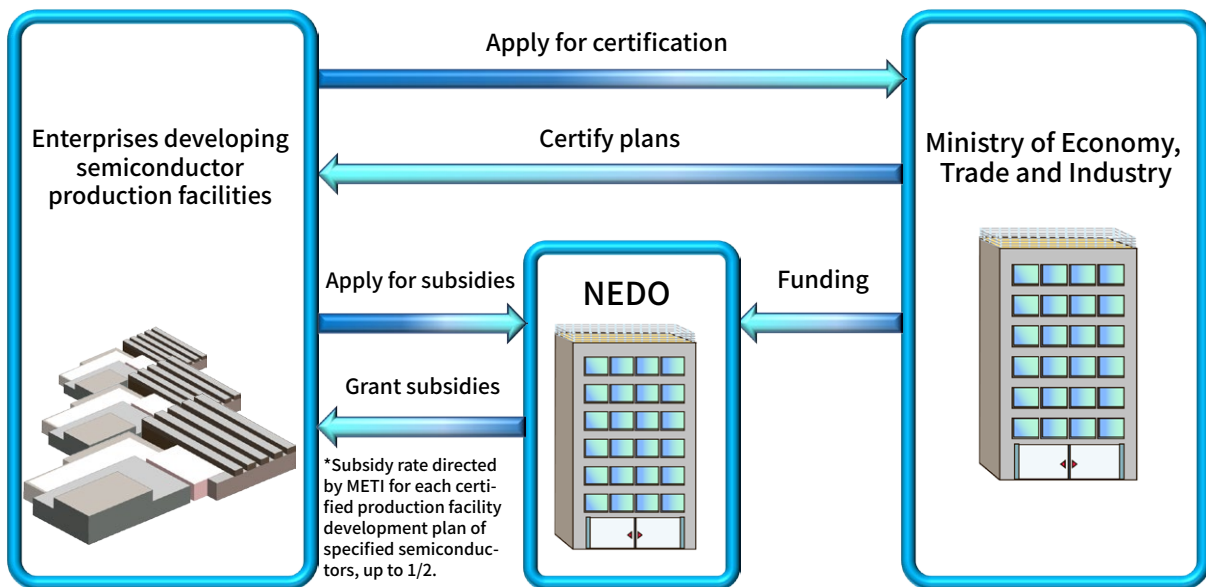 Apply for certification
Enterprises developing
semiconductor
production facilities
Certify plans
Ministry of Economy,
Trade and Industry
Apply for subsidies
NEDO
Funding
Grant subsidies
*Subsidy rate directed
by METI for each certi-
fied production facility
development plan of
specified semiconduc-
tors, up to 1/2.